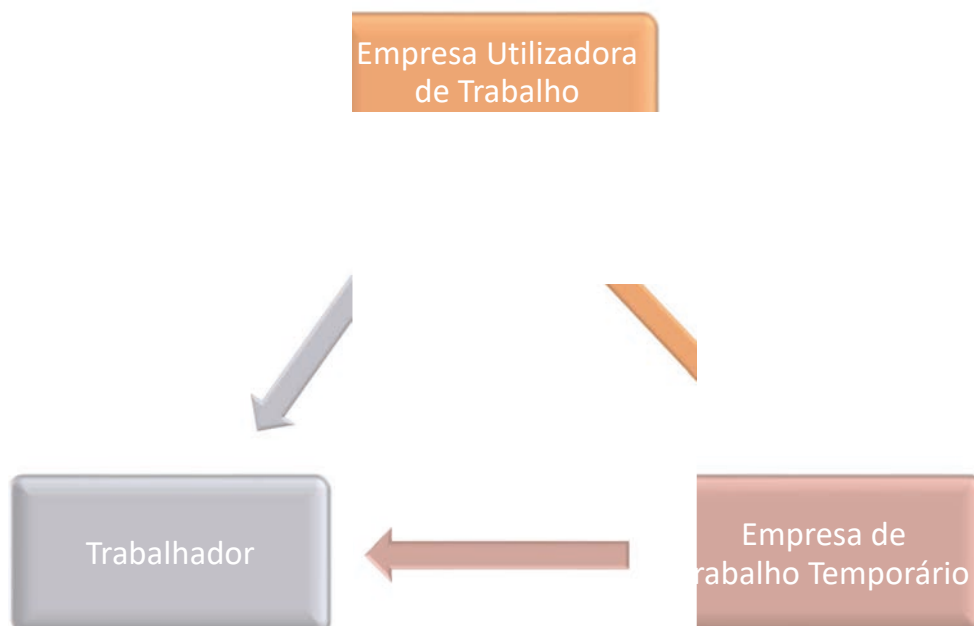 Empresa Utilizadora
de Trabalho
Trabalhador
Empresa de
rabalho Temporário